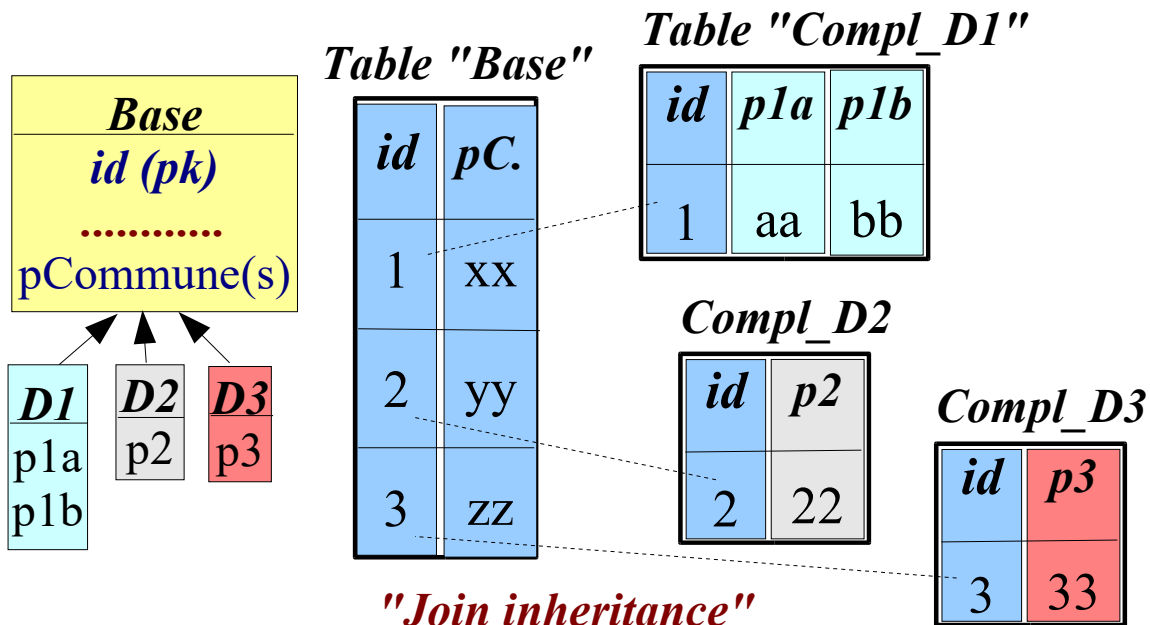 Base
id (pk)
............
pCommune(s)
D1
p1a
p1b
D2
p2
D3
p3
Table "Base"
id pC.
1 xx
2 yy
3 zz
Table "Compl_D1"
id p1a p1b
1 aa bb
Compl_D2
id p2
2 22
Compl_D3
id p3
3 33
"Join inheritance"